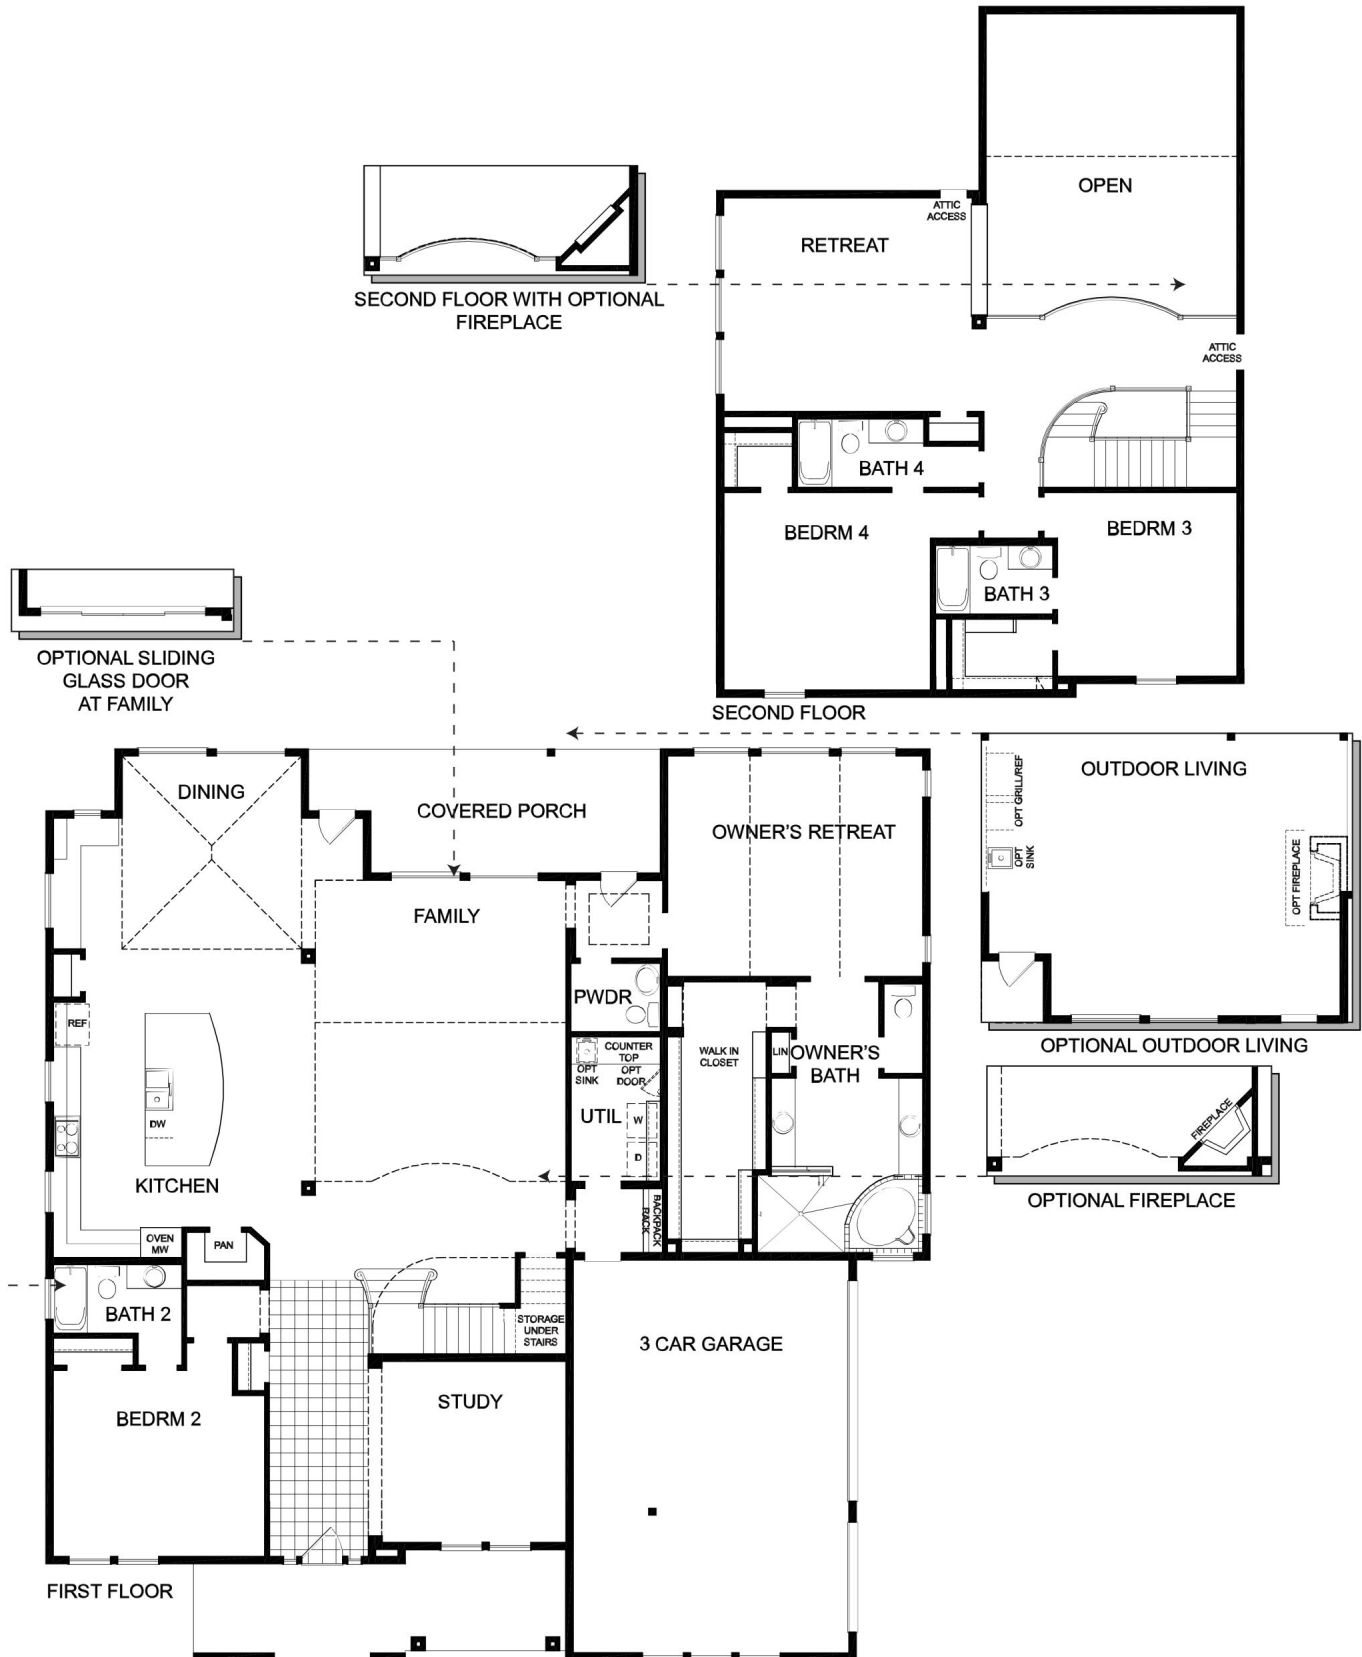 OPEN
ATTIC
ACCESS
RETREAT
SECOND FLOOR WITH OPTIONAL
FIREPLACE
ATTIC
ACCESS
BATH 4
BEDRM 4
BEDRM 3
BATH 3
OPTIONAL SLIDING
GLASS DOOR
AT FAMILY
SECOND FLOOR
DINING
COVERED PORCH
OWNER'S RETREAT
OUTDOOR LIVING
OPT GRILL/REF
OPT
SINK
OPT FIREPLACE
FAMILY
PWDR
REF
COUNTER
TOP
OPT
SINK
OPT
DOOR
WALK IN
CLOSET
LIN
OWNER'S
BATH
OPTIONAL OUTDOOR LIVING
UTIL
W
D
DW
FIREPLACE
KITCHEN
OPTIONAL FIREPLACE
BACKPACK
RACK
OVEN
MW
PAN
BATH 2
STORAGE
UNDER
STAIRS
3 CAR GARAGE
BEDRM 2
STUDY
FIRST FLOOR